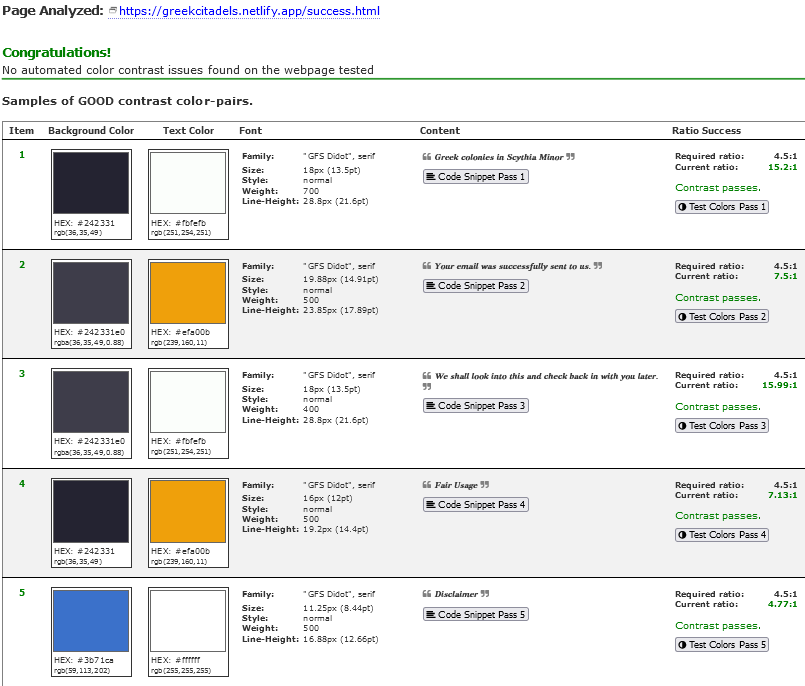 Page Analyzed: https://greekcitadels.netlify.app/success.html
Congratulations!
No automated color contrast issues found on the webpage tested
Samples of GOOD contrast color-pairs.
Item Background Color Text Color Font Content Ratio Success
1
HEX: #242331
rgb(36,35,49)
HEX: #fbfefb
rgb(251,254,251)
Family: "GFS Didot", serif
Size: 18px (13.5pt)
Style: normal
Weight: 700
Line-Height: 28.8px (21.6pt)
❝ Greek colonies in Scythia Minor ❞
Code Snippet Pass 1
Required ratio: 4.5:1
Current ratio: 15.2:1
Contrast passes.
Test Colors Pass 1
2
HEX: #242331e0
rgba(36,35,49,0.88)
HEX: #efa00b
rgb(239,160,11)
Family: "GFS Didot", serif
Size: 19.88px (14.91pt)
Style: normal
Weight: 500
Line-Height: 23.85px (17.89pt)
❝ Your email was successfully sent to us. ❞
Code Snippet Pass 2
Required ratio: 4.5:1
Current ratio: 7.5:1
Contrast passes.
Test Colors Pass 2
3
HEX: #242331e0
rgba(36,35,49,0.88)
HEX: #fbfefb
rgb(251,254,251)
Family: "GFS Didot", serif
Size: 18px (13.5pt)
Style: normal
Weight: 400
Line-Height: 28.8px (21.6pt)
❝ We shall look into this and check back in with you later.
❞
Code Snippet Pass 3
Required ratio: 4.5:1
Current ratio: 15.99:1
Contrast passes.
Test Colors Pass 3
4
HEX: #242331
rgb(36,35,49)
HEX: #efa00b
rgb(239,160,11)
Family: "GFS Didot", serif
Size: 16px (12pt)
Style: normal
Weight: 500
Line-Height: 19.2px (14.4pt)
❝ Fair Usage ❞
Code Snippet Pass 4
Required ratio: 4.5:1
Current ratio: 7.13:1
Contrast passes.
Test Colors Pass 4
5
HEX: #3b71ca
rgb(59,113,202)
HEX: #ffffff
rgb(255,255,255)
Family: "GFS Didot", serif
Size: 11.25px (8.44pt)
Style: normal
Weight: 500
Line-Height: 16.88px (12.66pt)
❝ Disclaimer ❞
Code Snippet Pass 5
Required ratio: 4.5:1
Current ratio: 4.77:1
Contrast passes.
Test Colors Pass 5